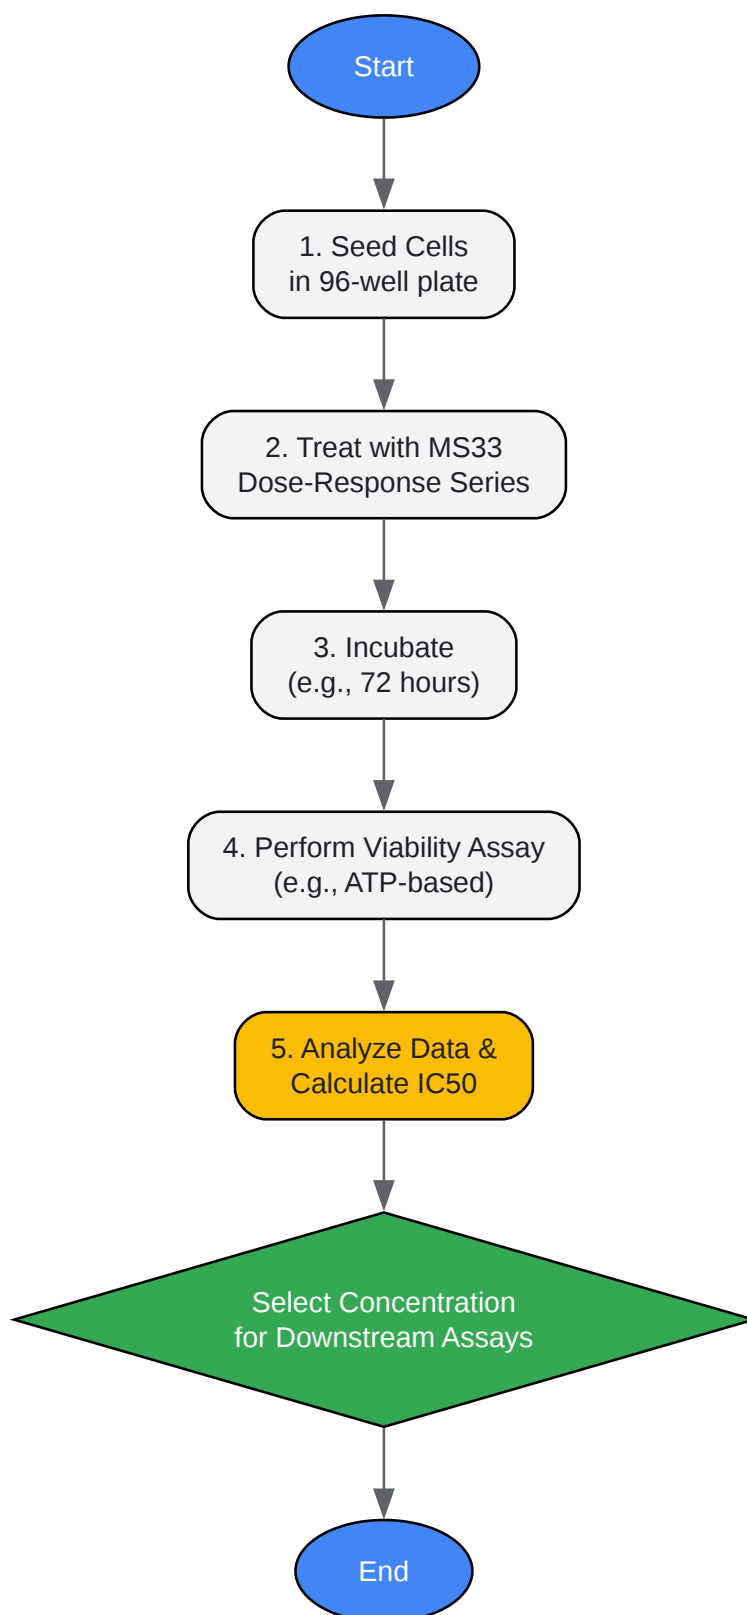 Start
1. Seed Cells
in 96-well plate
2. Treat with MS33
Dose-Response Series
3. Incubate
(e.g., 72 hours)
4. Perform Viability Assay
(e.g., ATP-based)
5. Analyze Data &
Calculate IC50
Select Concentration
for Downstream Assays
End